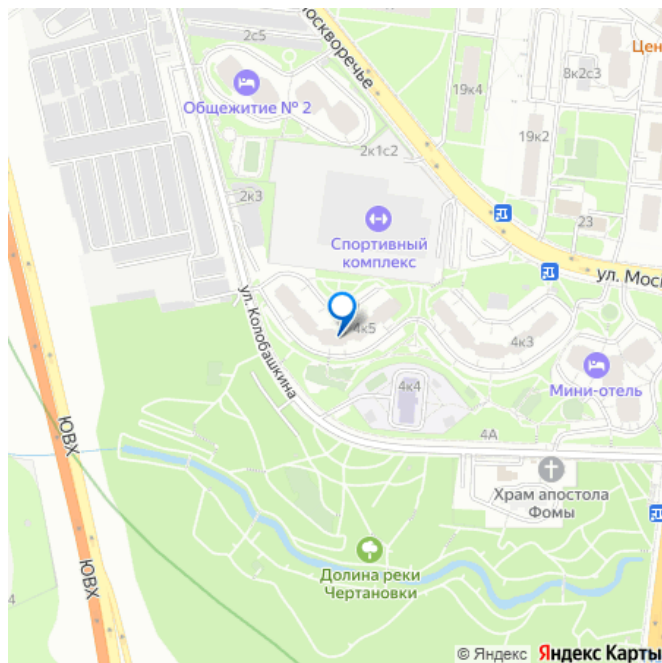 2с5
Москворечье
Цен
8к2с3
19к4
Общежитие № 2
19к2
2к1с2
2к3
23
Спортивный
комплекс
ул. Мос
ул. Колобашкина
4к5
4к3
4к4
Мини-отель
ЮВХ
4А
Храм апостола
Фомы
Долина реки
Чертановки
ЮВХ
4
© Яндекс Яндекс Карты